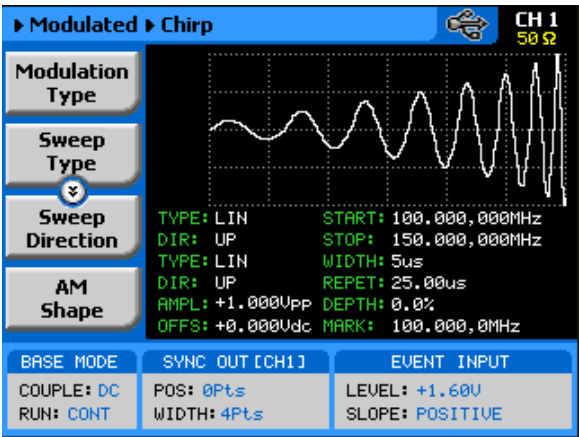 ▶ Modulated ▶ Chirp
CH 1
50 Ω
Modulation
Type
Sweep
Type
Sweep
Direction
AM
Shape
TYPE: LIN START: 100.000,000MHz
DIR: UP STOP: 150.000,000MHz
TYPE: LIN WIDTH: 5us
DIR: UP REPET: 25.00us
AMPL: +1.000Vpp DEPTH: 0.0%
OFFS: +0.000Vdc MARK: 100.000,0MHz
BASE MODE SYNC OUT [CH1] EVENT INPUT
COUPLE: DC POS: 0Pts LEVEL: +1.60V
RUN: CONT WIDTH: 4Pts SLOPE: POSITIVE